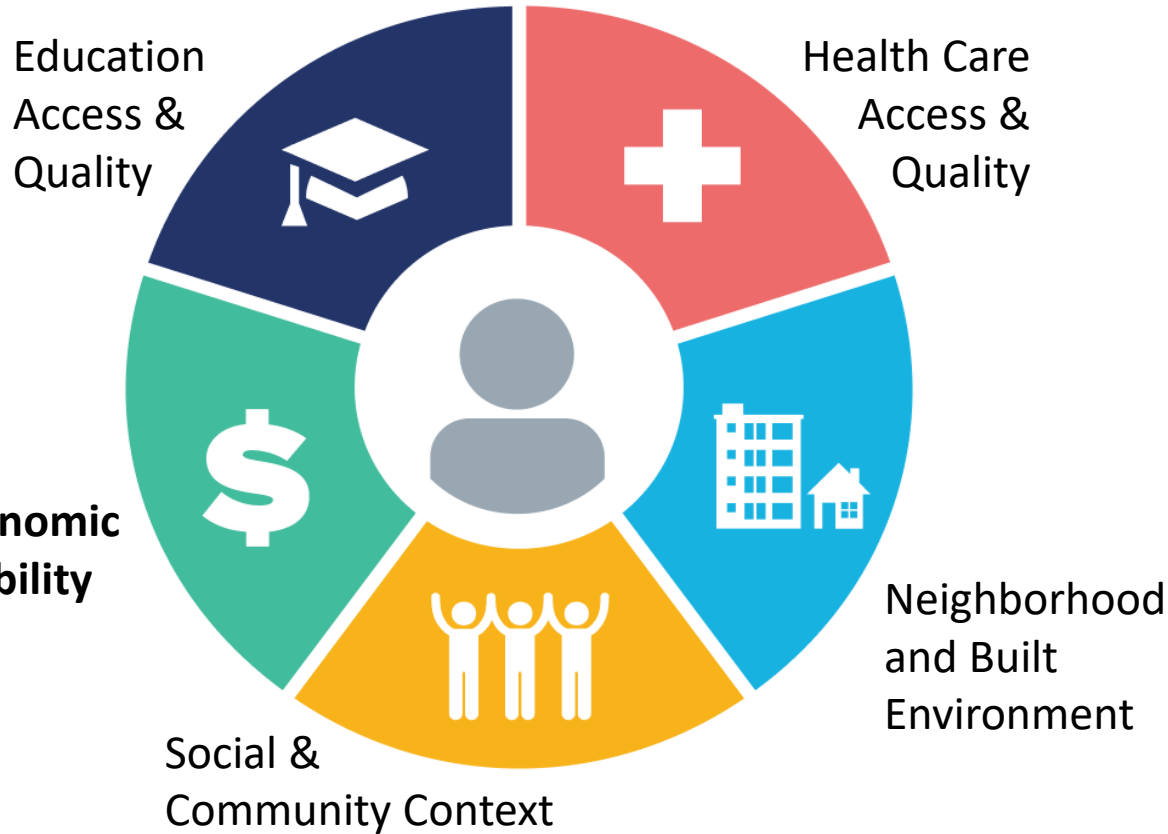 Education
Access &
Quality
Health Care
Access &
Quality
$
nomic
bility
Neighborhood
and Built
Environment
Social &
Community Context